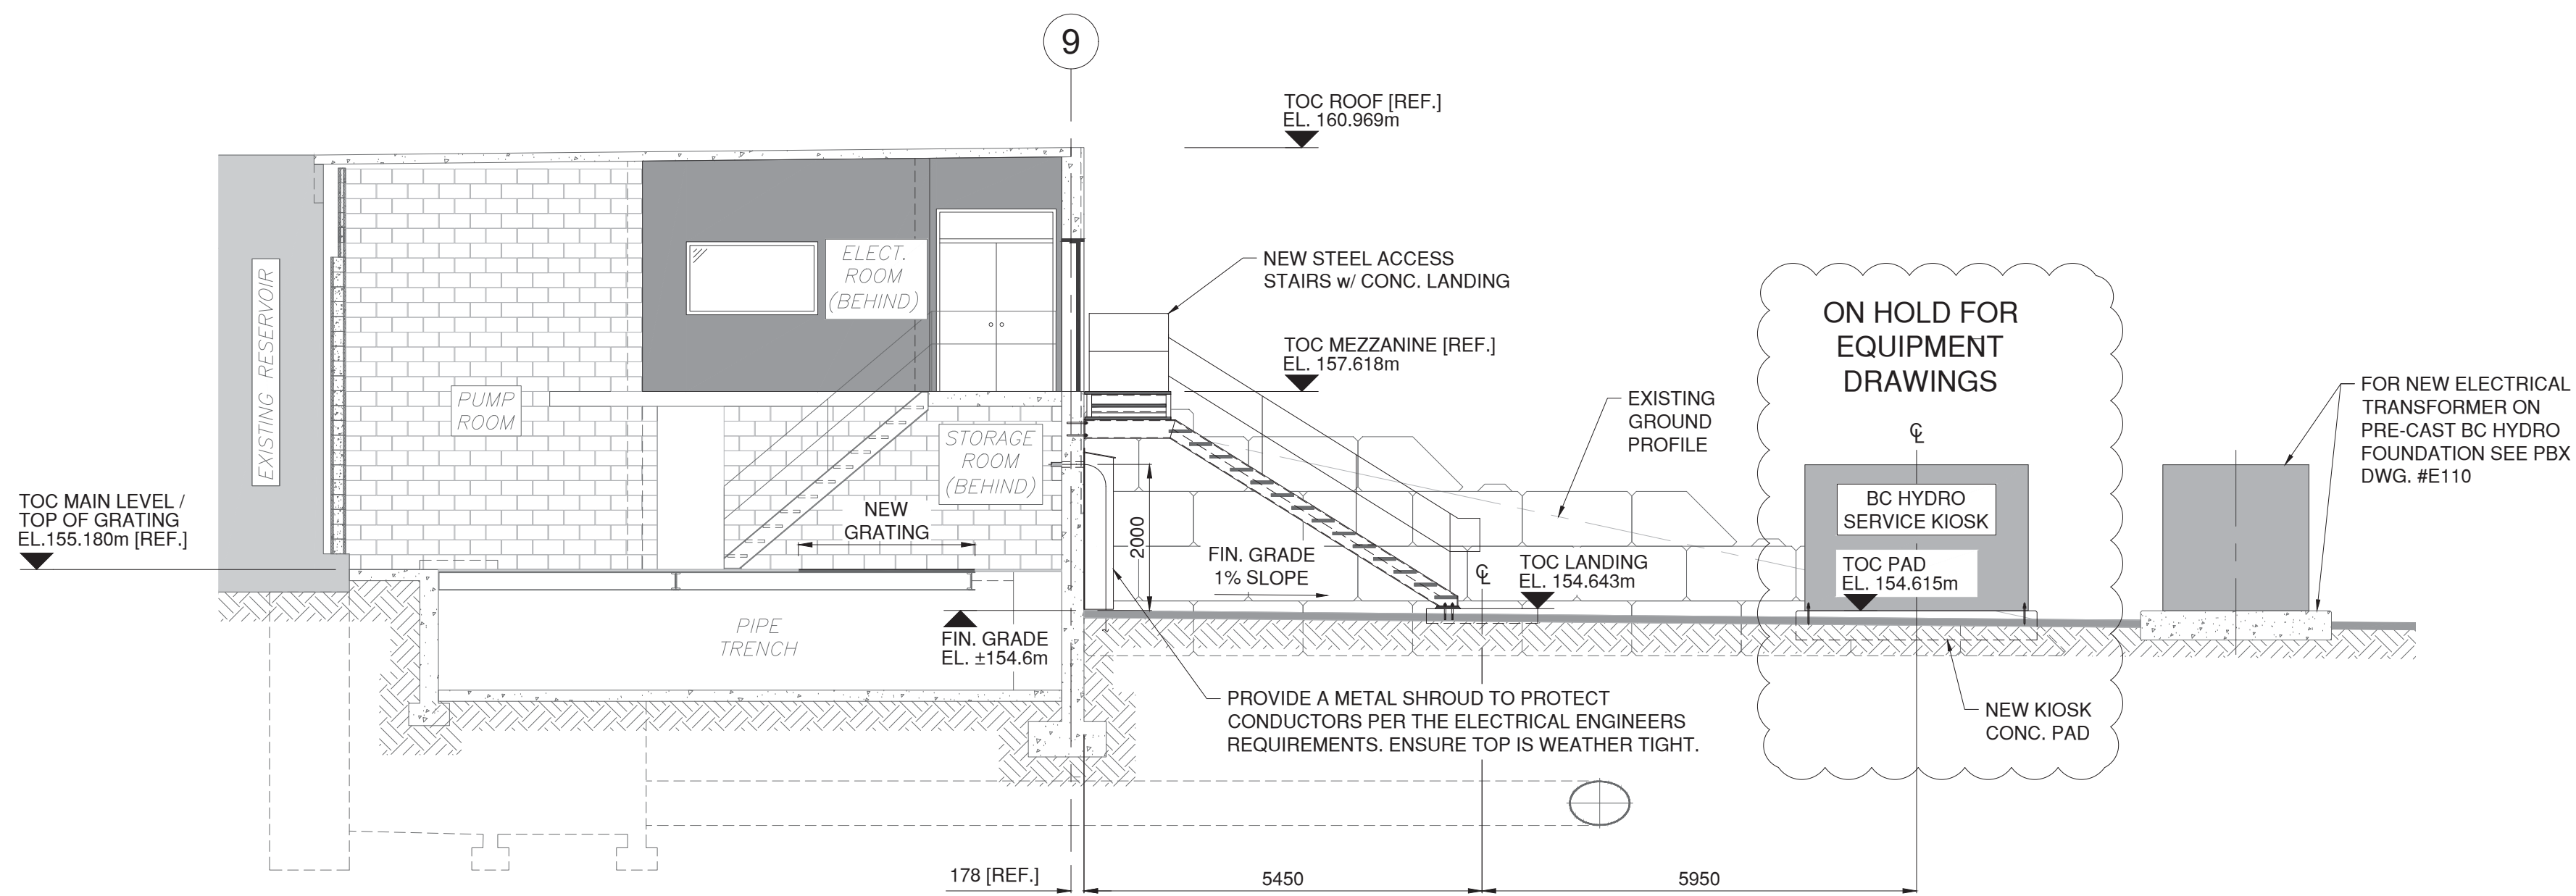 9
TOC ROOF [REF.]
EL. 160.969m
NEW STEEL ACCESS
STAIRS w/ CONC. LANDING
TOC MEZZANINE [REF.]
EL. 157.618m
EXISTING
GROUND
PROFILE
ON HOLD FOR
EQUIPMENT
DRAWINGS
℄
BC HYDRO
SERVICE KIOSK
TOC PAD
EL. 154.615m
FOR NEW ELECTRICAL
TRANSFORMER ON
PRE-CAST BC HYDRO
FOUNDATION SEE PBX
DWG. #E110
EXISTING RESERVOIR
ELECT.
ROOM
(BEHIND)
PUMP
ROOM
STORAGE
ROOM
(BEHIND)
TOC MAIN LEVEL /
TOP OF GRATING
EL.155.180m [REF.]
NEW
GRATING
2000
FIN. GRADE
1% SLOPE
℄
TOC LANDING
EL. 154.643m
PIPE
TRENCH
FIN. GRADE
EL. ±154.6m
PROVIDE A METAL SHROUD TO PROTECT
CONDUCTORS PER THE ELECTRICAL ENGINEERS
REQUIREMENTS. ENSURE TOP IS WEATHER TIGHT.
NEW KIOSK
CONC. PAD
178 [REF.]
5450
5950